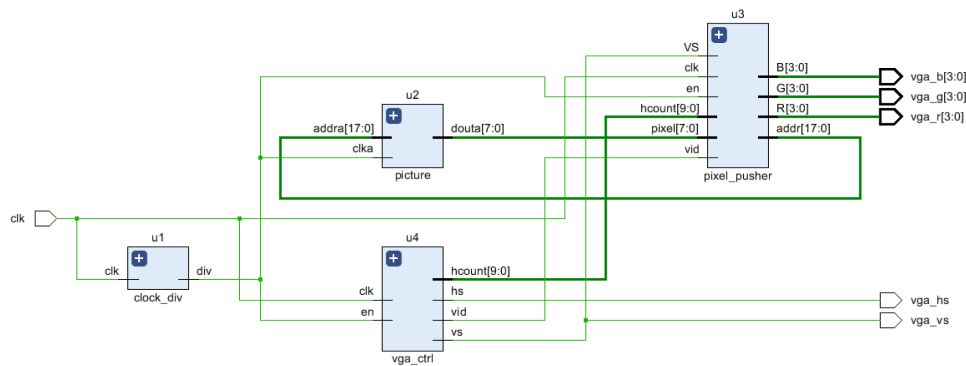 u3
VS
clk
en
hcount[9:0]
pixel[7:0]
vid
B[3:0]
G[3:0]
R[3:0]
addr[17:0]
pixel_pusher
vga_b[3:0]
vga_g[3:0]
vga_r[3:0]
u2
addra[17:0]
clka
douta[7:0]
picture
clk
u1
clk
div
clock_div
u4
clk
en
hcount[9:0]
hs
vid
vs
vga_ctrl
vga_hs
vga_vs